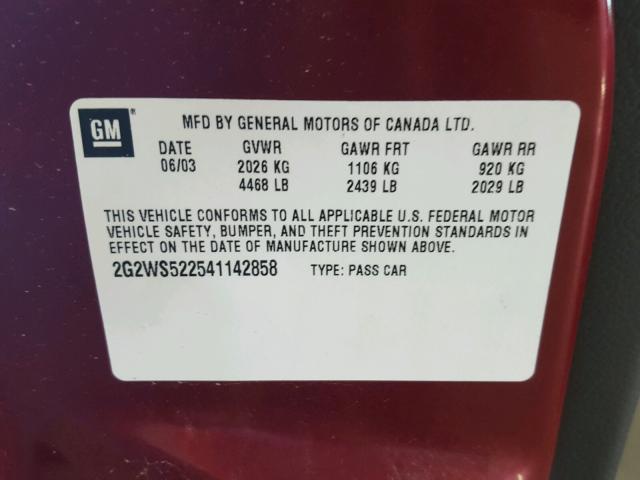 GM
MFD BY GENERAL MOTORS OF CANADA LTD.
DATE GVWR GAWR FRT GAWR RR
06/03 2026 KG 1106 KG 920 KG
4468 LB 2439 LB 2029 LB
THIS VEHICLE CONFORMS TO ALL APPLICABLE U.S. FEDERAL MOTOR
VEHICLE SAFETY, BUMPER, AND THEFT PREVENTION STANDARDS IN
EFFECT ON THE DATE OF MANUFACTURE SHOWN ABOVE.
2G2WS522541142858 TYPE: PASS CAR